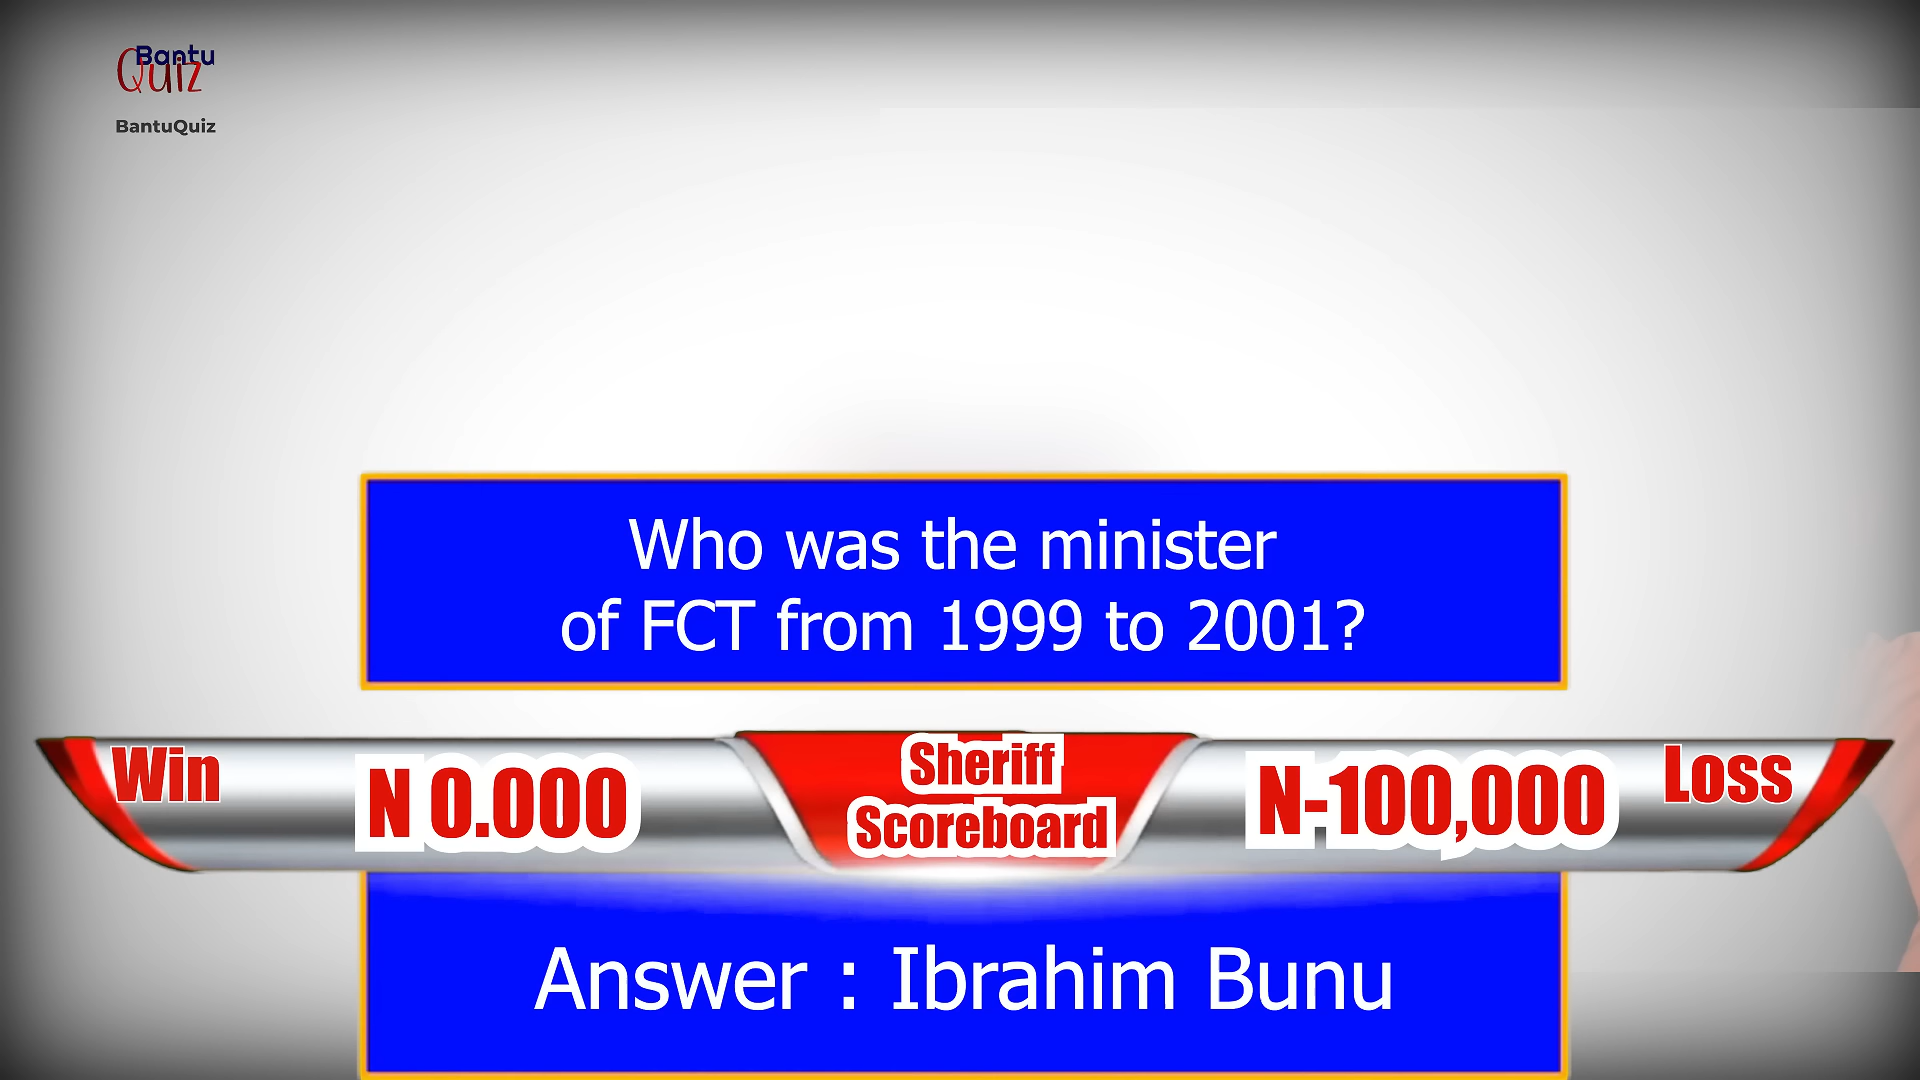 Bantu
Quiz
BantuQuiz
Who was the minister
of FCT from 1999 to 2001?
Win
N 0.000
Sheriff
Scoreboard
N-100,000
Loss
Answer : Ibrahim Bunu